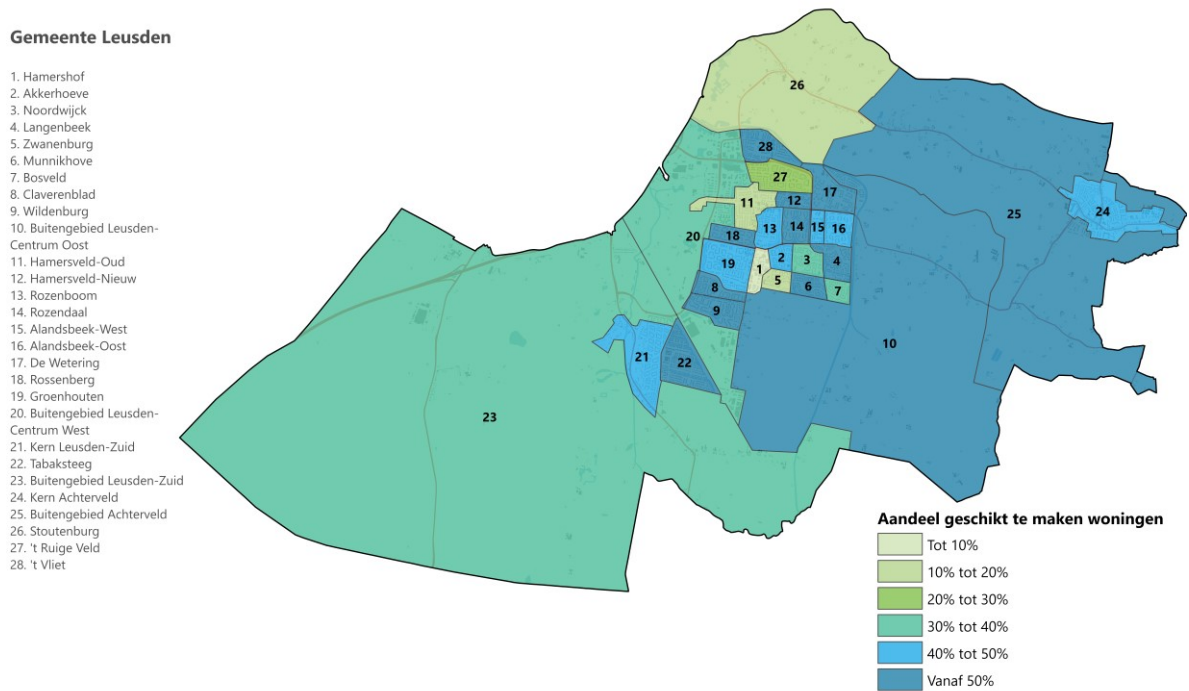 Gemeente Leusden
1. Hamershof
2. Akkerhoeve
3. Noordwijck
4. Langenbeek
5. Zwanenburg
6. Munnikhove
7. Bosveld
8. Claverenblad
9. Wildenburg
10. Buitengebied Leusden-
Centrum Oost
11. Hamersveld-Oud
12. Hamersveld-Nieuw
13. Rozenboom
14. Rozendaal
15. Alandsbeek-West
16. Alandsbeek-Oost
17. De Wetering
18. Rossenberg
19. Groenhouten
20. Buitengebied Leusden-
Centrum West
21. Kern Leusden-Zuid
22. Tabaksteeg
23. Buitengebied Leusden-Zuid
24. Kern Achterveld
25. Buitengebied Achterveld
26. Stoutenburg
27. 't Ruige Veld
28. 't Vliet
26
28
27
17
12
11
24
25
13
14
15
16
20
18
19
1
2
3
4
5
6
7
8
9
10
21
22
23
Aandeel geschikt te maken woningen
Tot 10%
10% tot 20%
20% tot 30%
30% tot 40%
40% tot 50%
Vanaf 50%